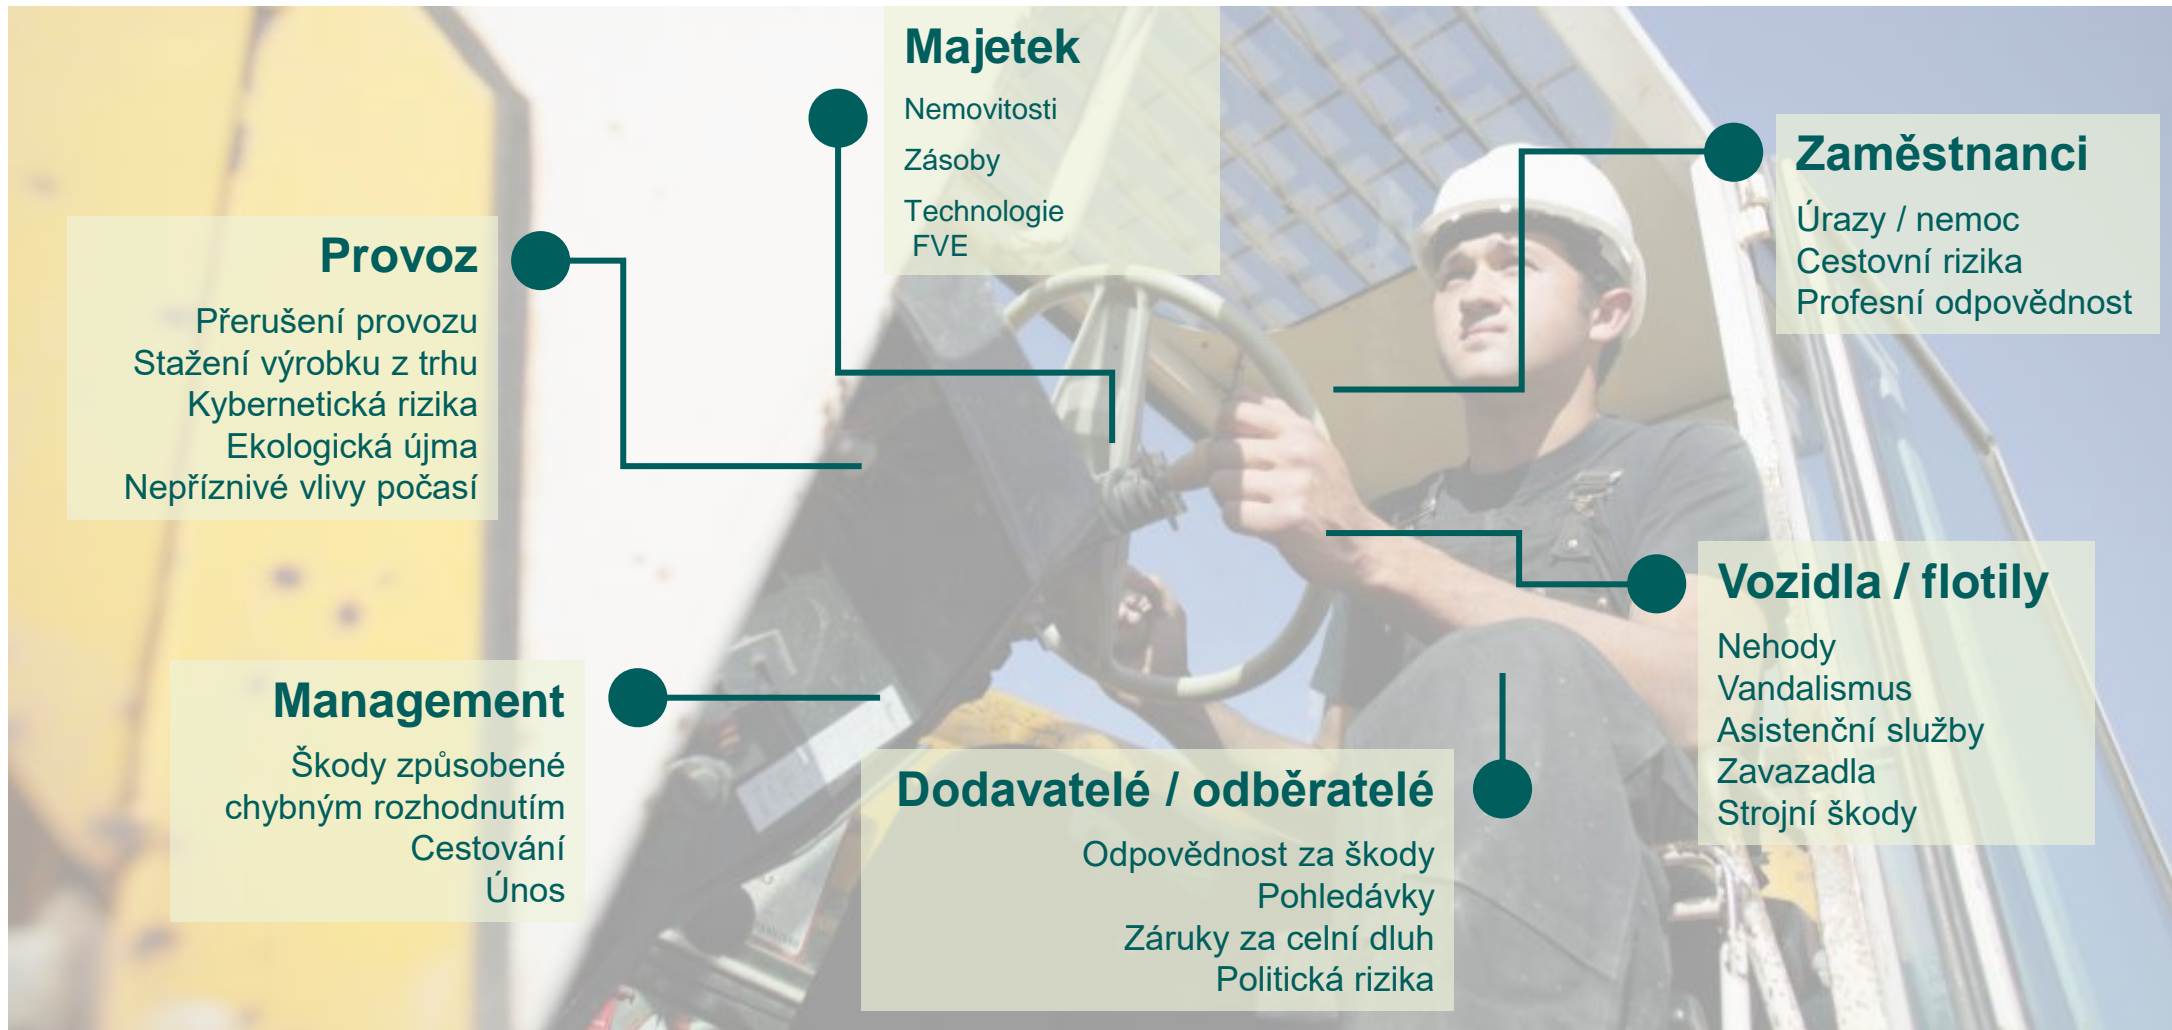 Majetek
Nemovitosti
Zásoby
Technologie
FVE
Zaměstnanci
Úrazy / nemoc
Cestovní rizika
Profesní odpovědnost
Provoz
Přerušení provozu
Stažení výrobku z trhu
Kybernetická rizika
Ekologická újma
Nepříznivé vlivy počasí
Vozidla / flotily
Nehody
Vandalismus
Asistenční služby
Zavazadla
Strojní škody
Management
Škody způsobené
chybným rozhodnutím
Cestování
Únos
Dodavatelé / odběratelé
Odpovědnost za škody
Pohledávky
Záruky za celní dluh
Politická rizika